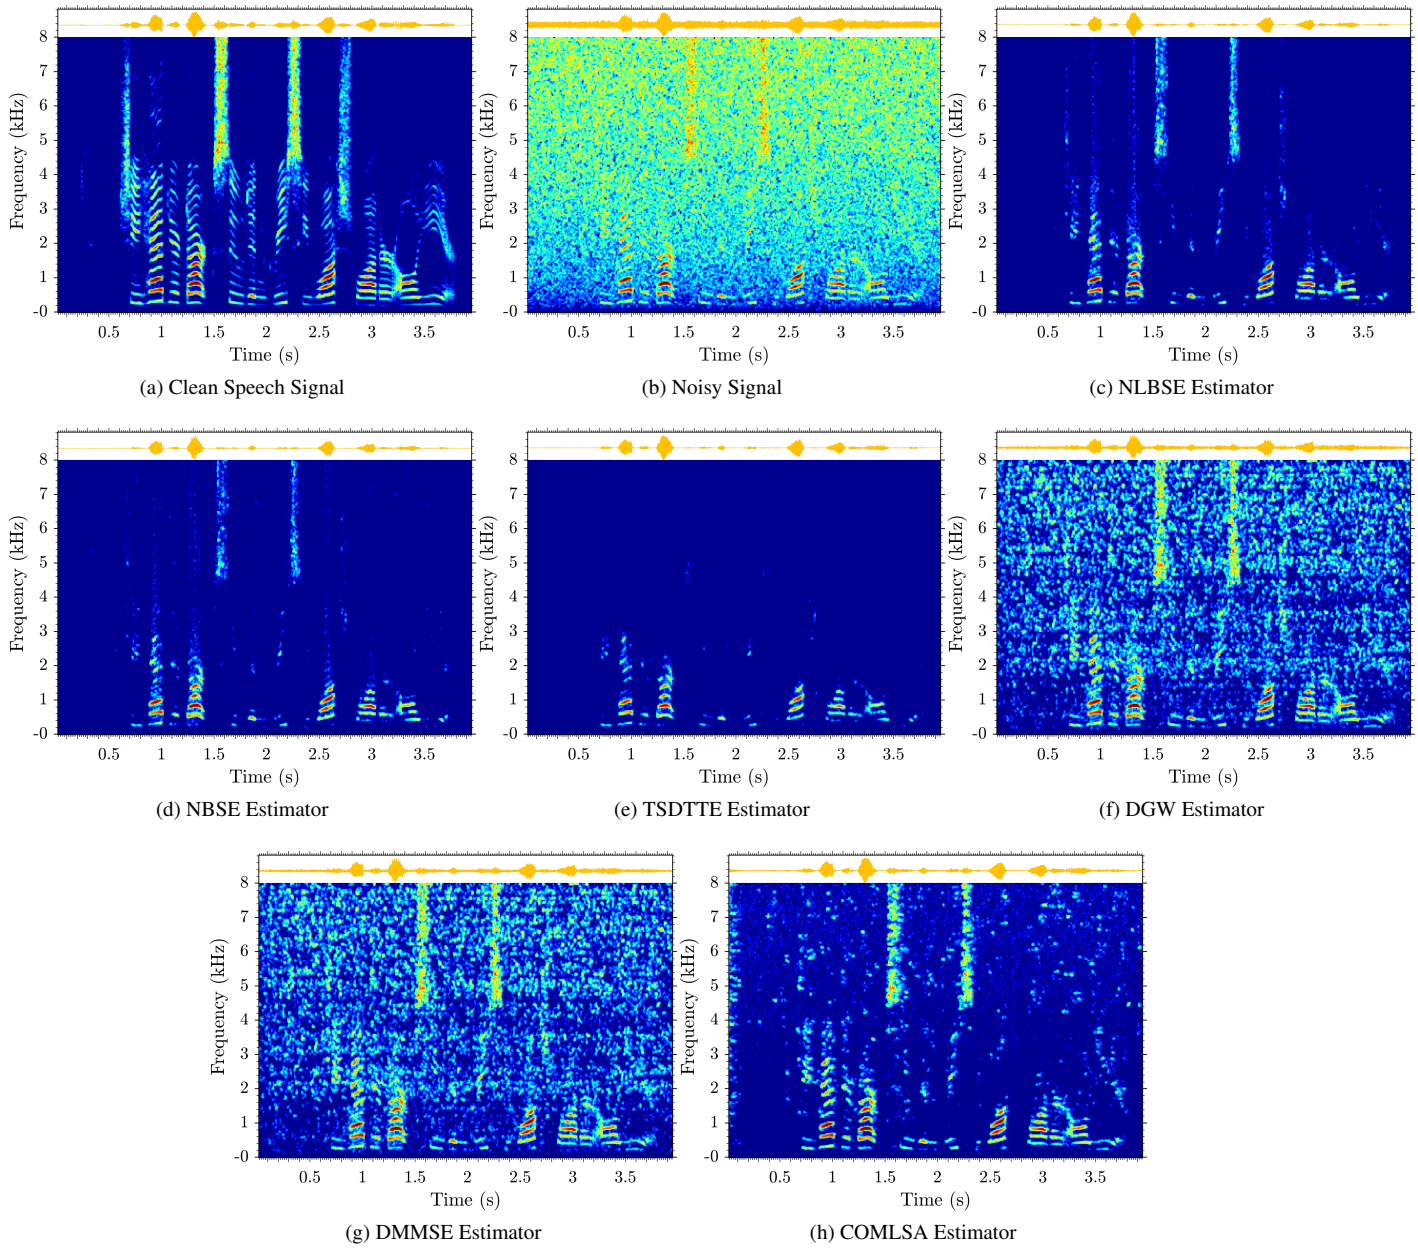 8
7
6
5
4
3
2
1
-0
Frequency (kHz)
0.5 1 1.5 2 2.5 3 3.5
Time (s)
(a) Clean Speech Signal
8
7
6
5
4
3
2
1
-0
Frequency (kHz)
0.5 1 1.5 2 2.5 3 3.5
Time (s)
(b) Noisy Signal
8
7
6
5
4
3
2
1
-0
Frequency (kHz)
0.5 1 1.5 2 2.5 3 3.5
Time (s)
(c) NLBSE Estimator
8
7
6
5
4
3
2
1
-0
Frequency (kHz)
0.5 1 1.5 2 2.5 3 3.5
Time (s)
(d) NBSE Estimator
8
7
6
5
4
3
2
1
-0
Frequency (kHz)
0.5 1 1.5 2 2.5 3 3.5
Time (s)
(e) TSDTTE Estimator
8
7
6
5
4
3
2
1
-0
Frequency (kHz)
0.5 1 1.5 2 2.5 3 3.5
Time (s)
(f) DGW Estimator
8
7
6
5
4
3
2
1
-0
Frequency (kHz)
0.5 1 1.5 2 2.5 3 3.5
Time (s)
(g) DMMSE Estimator
8
7
6
5
4
3
2
1
-0
Frequency (kHz)
0.5 1 1.5 2 2.5 3 3.5
Time (s)
(h) COMLSA Estimator